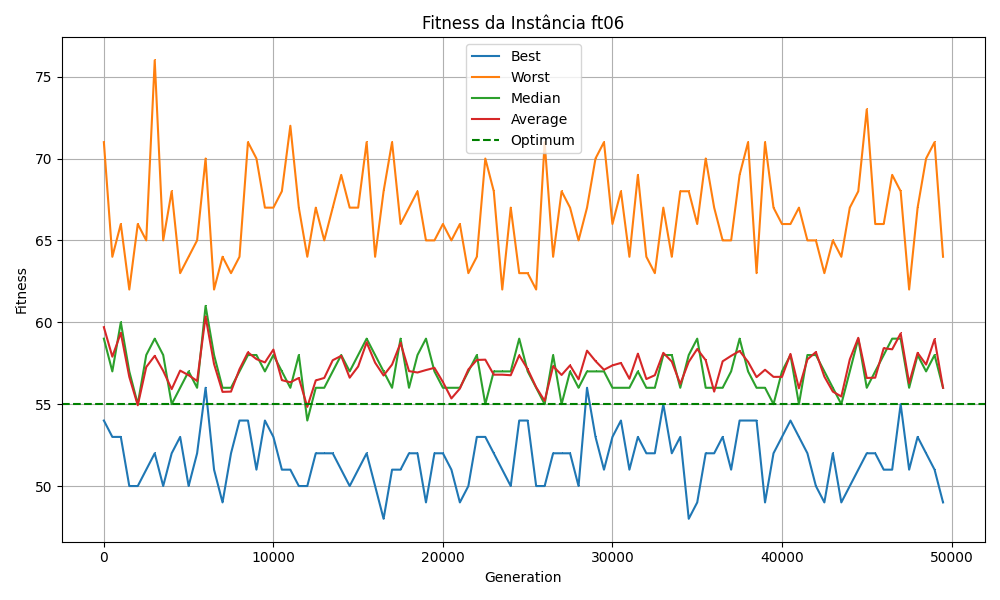 Fitness da Instância ft06
Best
Worst
Median
Average
Optimum
Fitness
75
70
65
60
55
50
0
10000
20000
30000
40000
50000
Generation